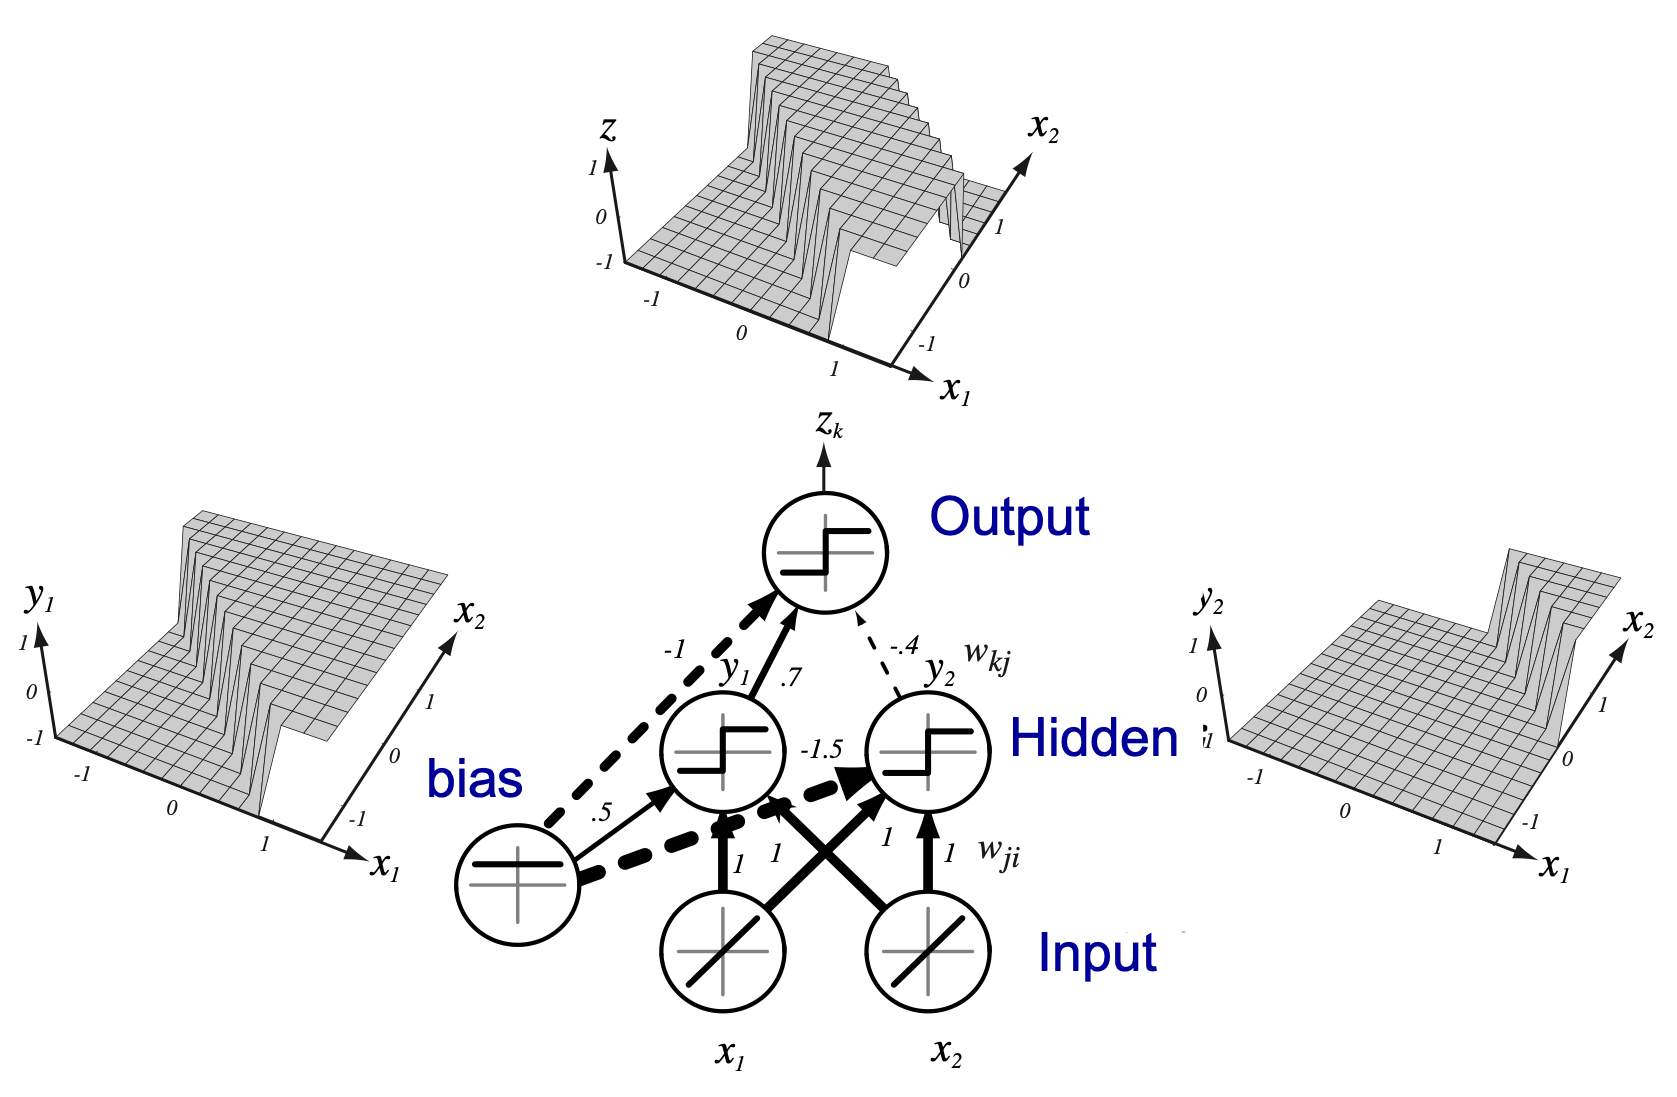 z
1
0
-1
-1
0
1
x1
-1
0
1
x2
zk
Output
y1
1
0
-1
-1
0
1
x1
-1
0
1
x2
-1
.7
-.4
wkj
y1
y2
Hidden
bias
.5
-1.5
1
1
1
1
wji
Input
x1
x2
y2
1
0
-1
0
1
x1
-1
0
1
x2